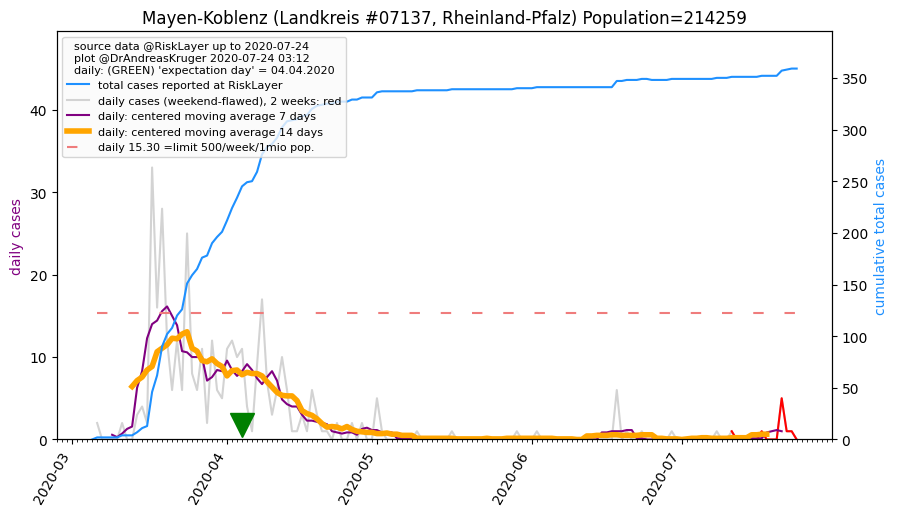 Mayen-Koblenz (Landkreis #07137, Rheinland-Pfalz) Population=214259
source data @RiskLayer up to 2020-07-24
plot @DrAndreasKruger 2020-07-24 03:12
daily: (GREEN) 'expectation day' = 04.04.2020
total cases reported at RiskLayer
daily cases (weekend-flawed), 2 weeks: red
daily: centered moving average 7 days
daily: centered moving average 14 days
daily 15.30 =limit 500/week/1mio pop.
daily cases
40
30
20
10
0
cumulative total cases
350
300
250
200
150
100
50
0
2020-03
2020-04
2020-05
2020-06
2020-07